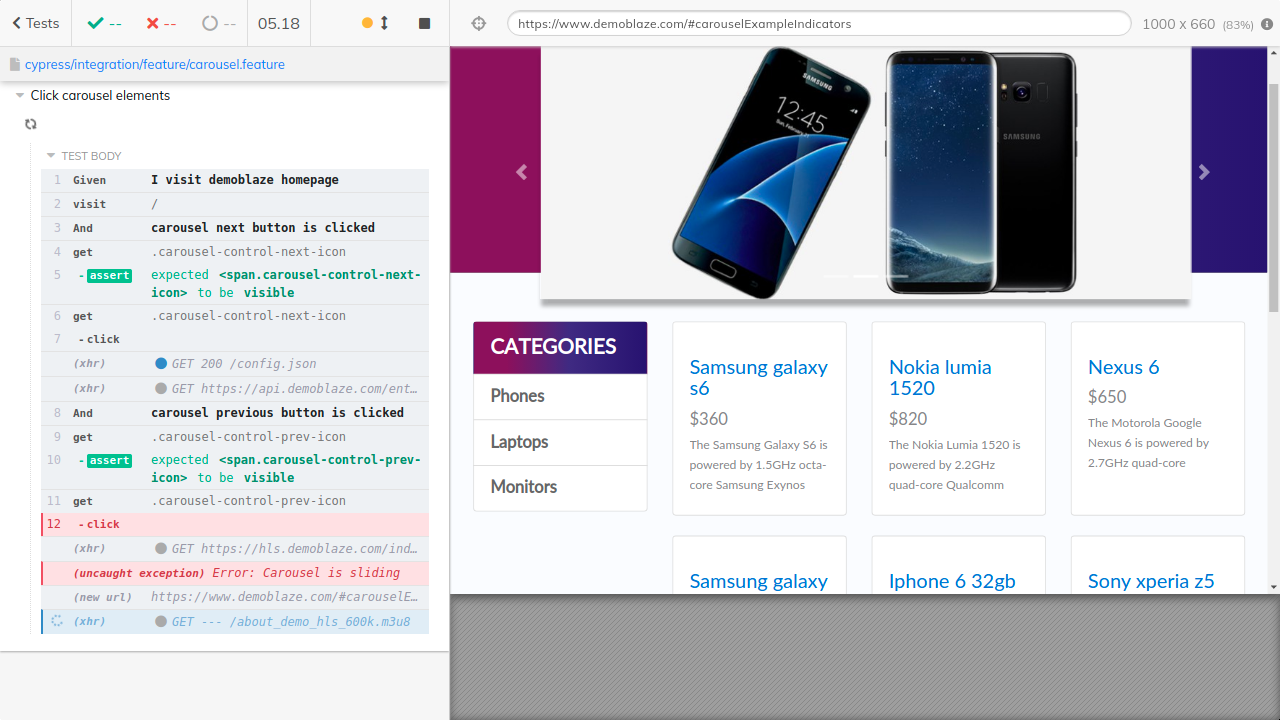 Tests
--
--
--
05.18
https://www.demoblaze.com/#carouselExampleIndicators
1000 x 660 (83%)
cypress/integration/feature/carousel.feature
Click carousel elements
TEST BODY
1 Given I visit demoblaze homepage
2 visit /
3 And carousel next button is clicked
4 get .carousel-control-next-icon
5 - assert expected <span.carousel-control-next-
icon> to be visible
6 get .carousel-control-next-icon
7 - click
(xhr) GET 200 /config.json
(xhr) GET https://api.demoblaze.com/ent…
8 And carousel previous button is clicked
9 get .carousel-control-prev-icon
10 - assert expected <span.carousel-control-prev-
icon> to be visible
11 get .carousel-control-prev-icon
12 - click
(xhr) GET https://hls.demoblaze.com/ind…
(uncaught exception) Error: Carousel is sliding
(new url) https://www.demoblaze.com/#carouselE…
(xhr) GET --- /about_demo_hls_600k.m3u8
SAMSUNG
12:45
SAMSUNG
CATEGORIES
Phones
Laptops
Monitors
Samsung galaxy
s6
$360
The Samsung Galaxy S6 is
powered by 1.5GHz octa-
core Samsung Exynos
Nokia lumia
1520
$820
The Nokia Lumia 1520 is
powered by 2.2GHz
quad-core Qualcomm
Nexus 6
$650
The Motorola Google
Nexus 6 is powered by
2.7GHz quad-core
Samsung galaxy
Iphone 6 32gb
Sony xperia z5